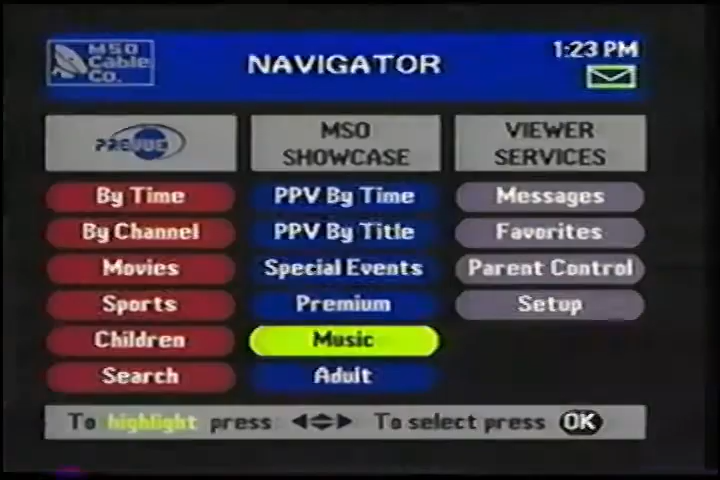 MSO
Cable
Co.
NAVIGATOR
1:23 PM
PREVUE
MSO
SHOWCASE
VIEWER
SERVICES
By Time
PPV By Time
Messages
By Channel
PPV By Title
Favorites
Movies
Special Events
Parent Control
Sports
Premium
Setup
Children
Music
Search
Adult
To highlight press To select press OK